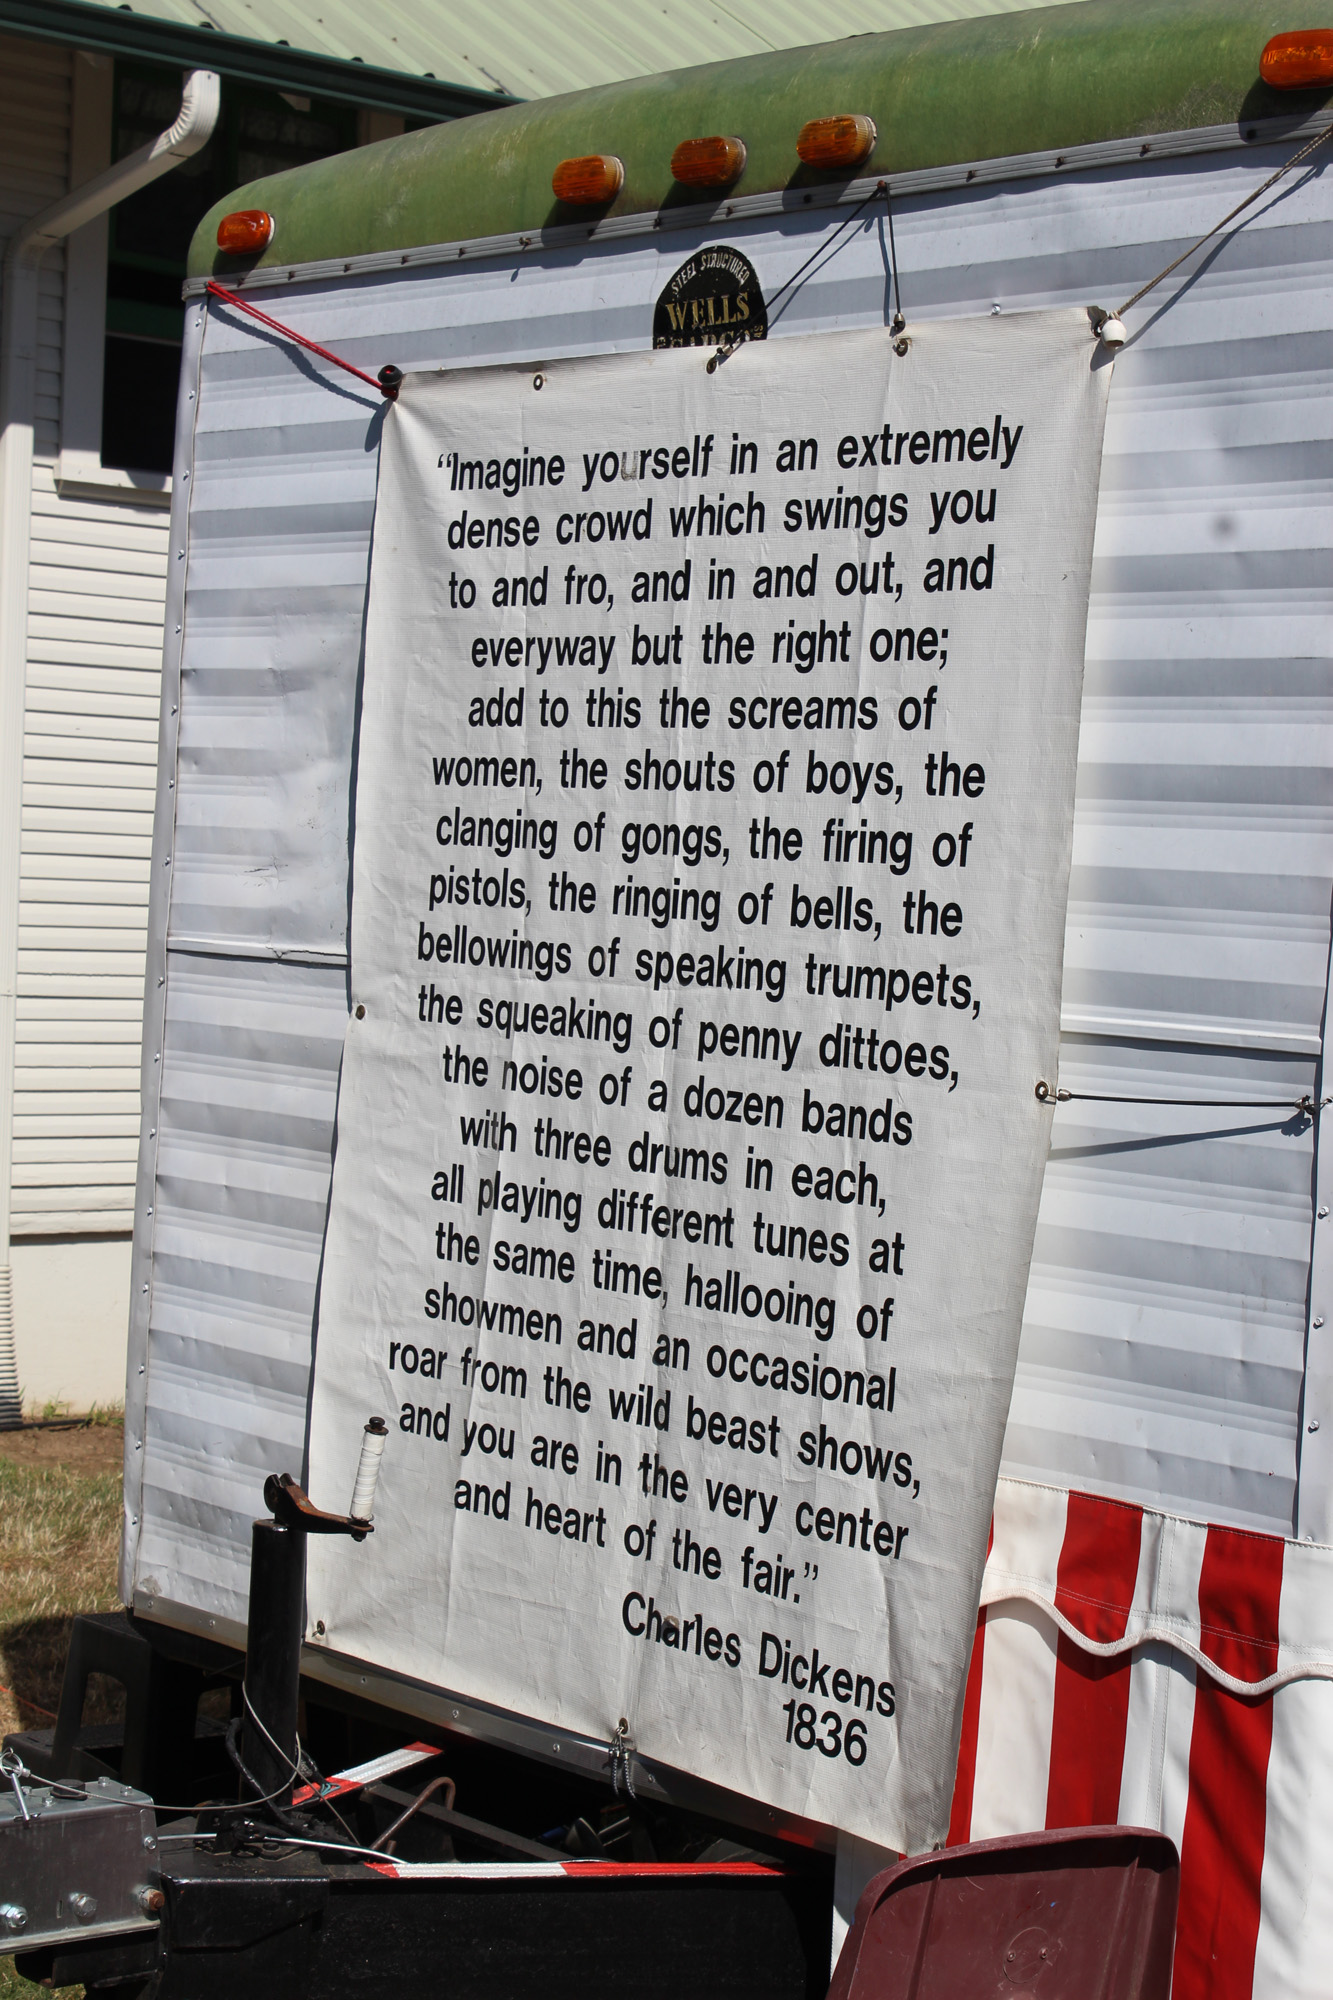 STEEL STRUCTURED
WELLS
FARGO
"Imagine yourself in an extremely
dense crowd which swings you
to and fro, and in and out, and
everyway but the right one;
add to this the screams of
women, the shouts of boys, the
clanging of gongs, the firing of
pistols, the ringing of bells, the
bellowings of speaking trumpets,
the squeaking of penny dittoes,
the noise of a dozen bands
with three drums in each,
all playing different tunes at
the same time, hallooing of
showmen and an occasional
roar from the wild beast shows,
and you are in the very center
and heart of the fair."
Charles Dickens
1836